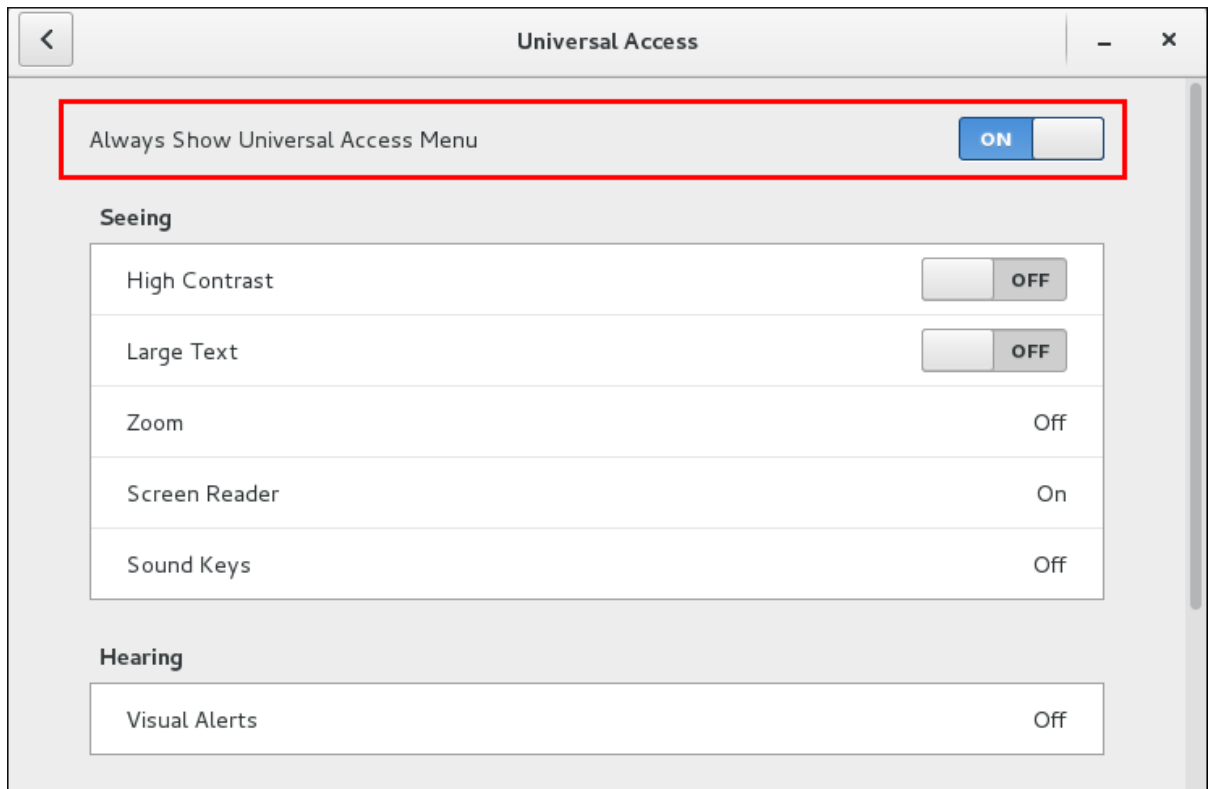 Universal Access
Always Show Universal Access Menu ON
Seeing
High Contrast OFF
Large Text OFF
Zoom Off
Screen Reader On
Sound Keys Off
Hearing
Visual Alerts Off